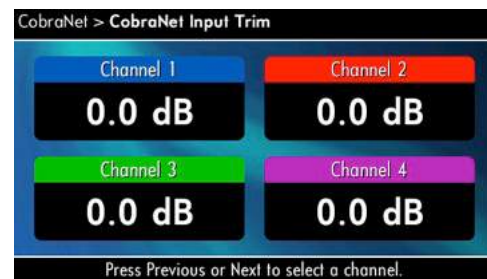 CobraNet > CobraNet Input Trim
Channel 1
Channel 2
0.0 dB
0.0 dB
Channel 3
Channel 4
0.0 dB
0.0 dB
Press Previous or Next to select a channel.